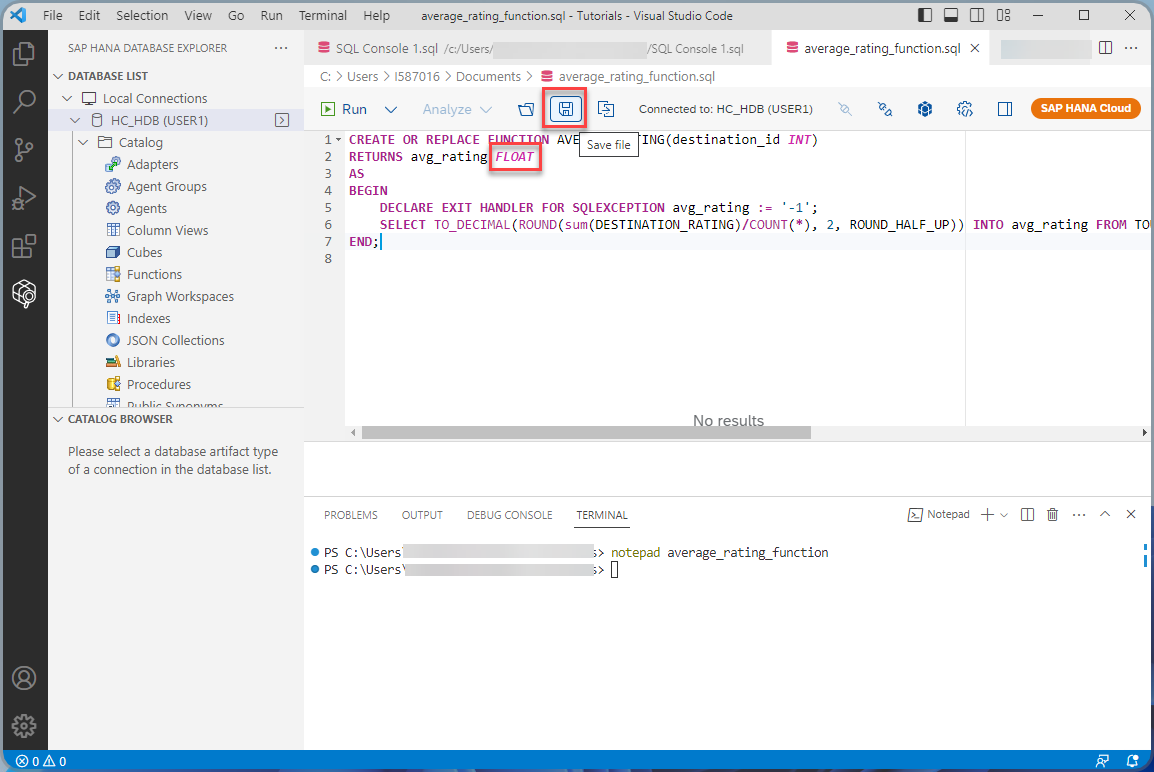 File Edit Selection View Go Run Terminal Help average_rating_function.sql - Tutorials - Visual Studio Code
SAP HANA DATABASE EXPLORER
SQL Console 1.sql /c:/Users/ /SQL Console 1.sql
average_rating_function.sql
C: > Users > I587016 > Documents > average_rating_function.sql
DATABASE LIST
Local Connections
HC_HDB (USER1)
Catalog
Adapters
Agent Groups
Agents
Column Views
Cubes
Functions
Graph Workspaces
Indexes
JSON Collections
Libraries
Procedures
Public Synonyms
CATALOG BROWSER
Please select a database artifact type
of a connection in the database list.
Run Analyze Connected to: HC_HDB (USER1) SAP HANA Cloud
Save file
1 CREATE OR REPLACE FUNCTION AVE ING(destination_id INT)
2 RETURNS avg_rating FLOAT
3 AS
4 BEGIN
5 DECLARE EXIT HANDLER FOR SQLEXCEPTION avg_rating := '-1';
6 SELECT TO_DECIMAL(ROUND(sum(DESTINATION_RATING)/COUNT(*), 2, ROUND_HALF_UP)) INTO avg_rating FROM TOU
7 END;
8
No results
PROBLEMS OUTPUT DEBUG CONSOLE TERMINAL Notepad
PS C:\Users s> notepad average_rating_function
PS C:\Users\ s>
0 0